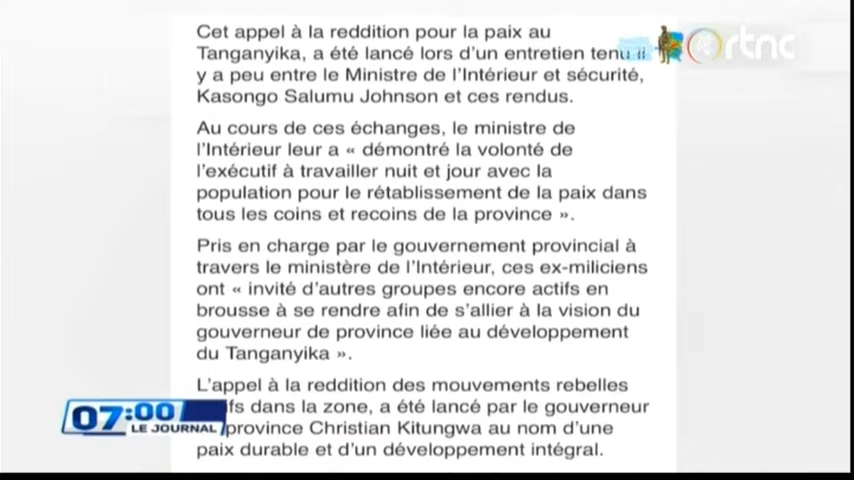 Cet appel à la reddition pour la paix au
Tanganyika, a été lancé lors d'un entretien tenu il
y a peu entre le Ministre de l'Intérieur et sécurité,
Kasongo Salumu Johnson et ces rendus.
Au cours de ces échanges, le ministre de
l'Intérieur leur a « démontré la volonté de
l'exécutif à travailler nuit et jour avec la
population pour le rétablissement de la paix dans
tous les coins et recoins de la province ».
Pris en charge par le gouvernement provincial à
travers le ministère de l'Intérieur, ces ex-miliciens
ont « invité d'autres groupes encore actifs en
brousse à se rendre afin de s'allier à la vision du
gouverneur de province liée au développement
du Tanganyika ».
L'appel à la reddition des mouvements rebelles
dans la zone, a été lancé par le gouverneur
province Christian Kitungwa au nom d'une
paix durable et d'un développement intégral.
rtnc
07:00
LE JOURNAL